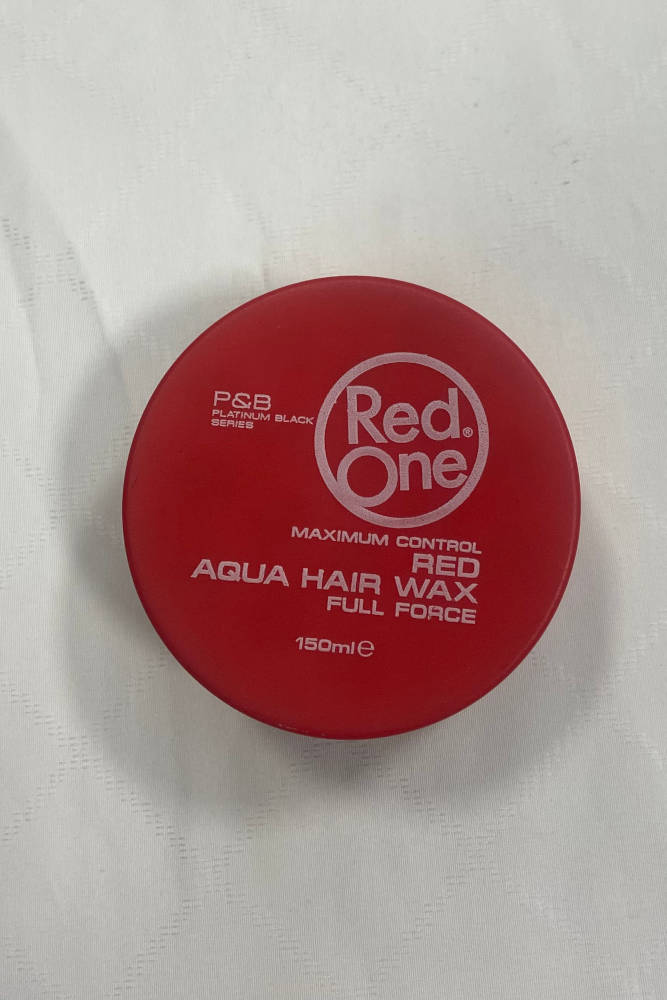 P&B
PLATINUM BLACK
SERIES
Red®
One
MAXIMUM CONTROL
RED
AQUA HAIR WAX
FULL FORCE
150ml ℮